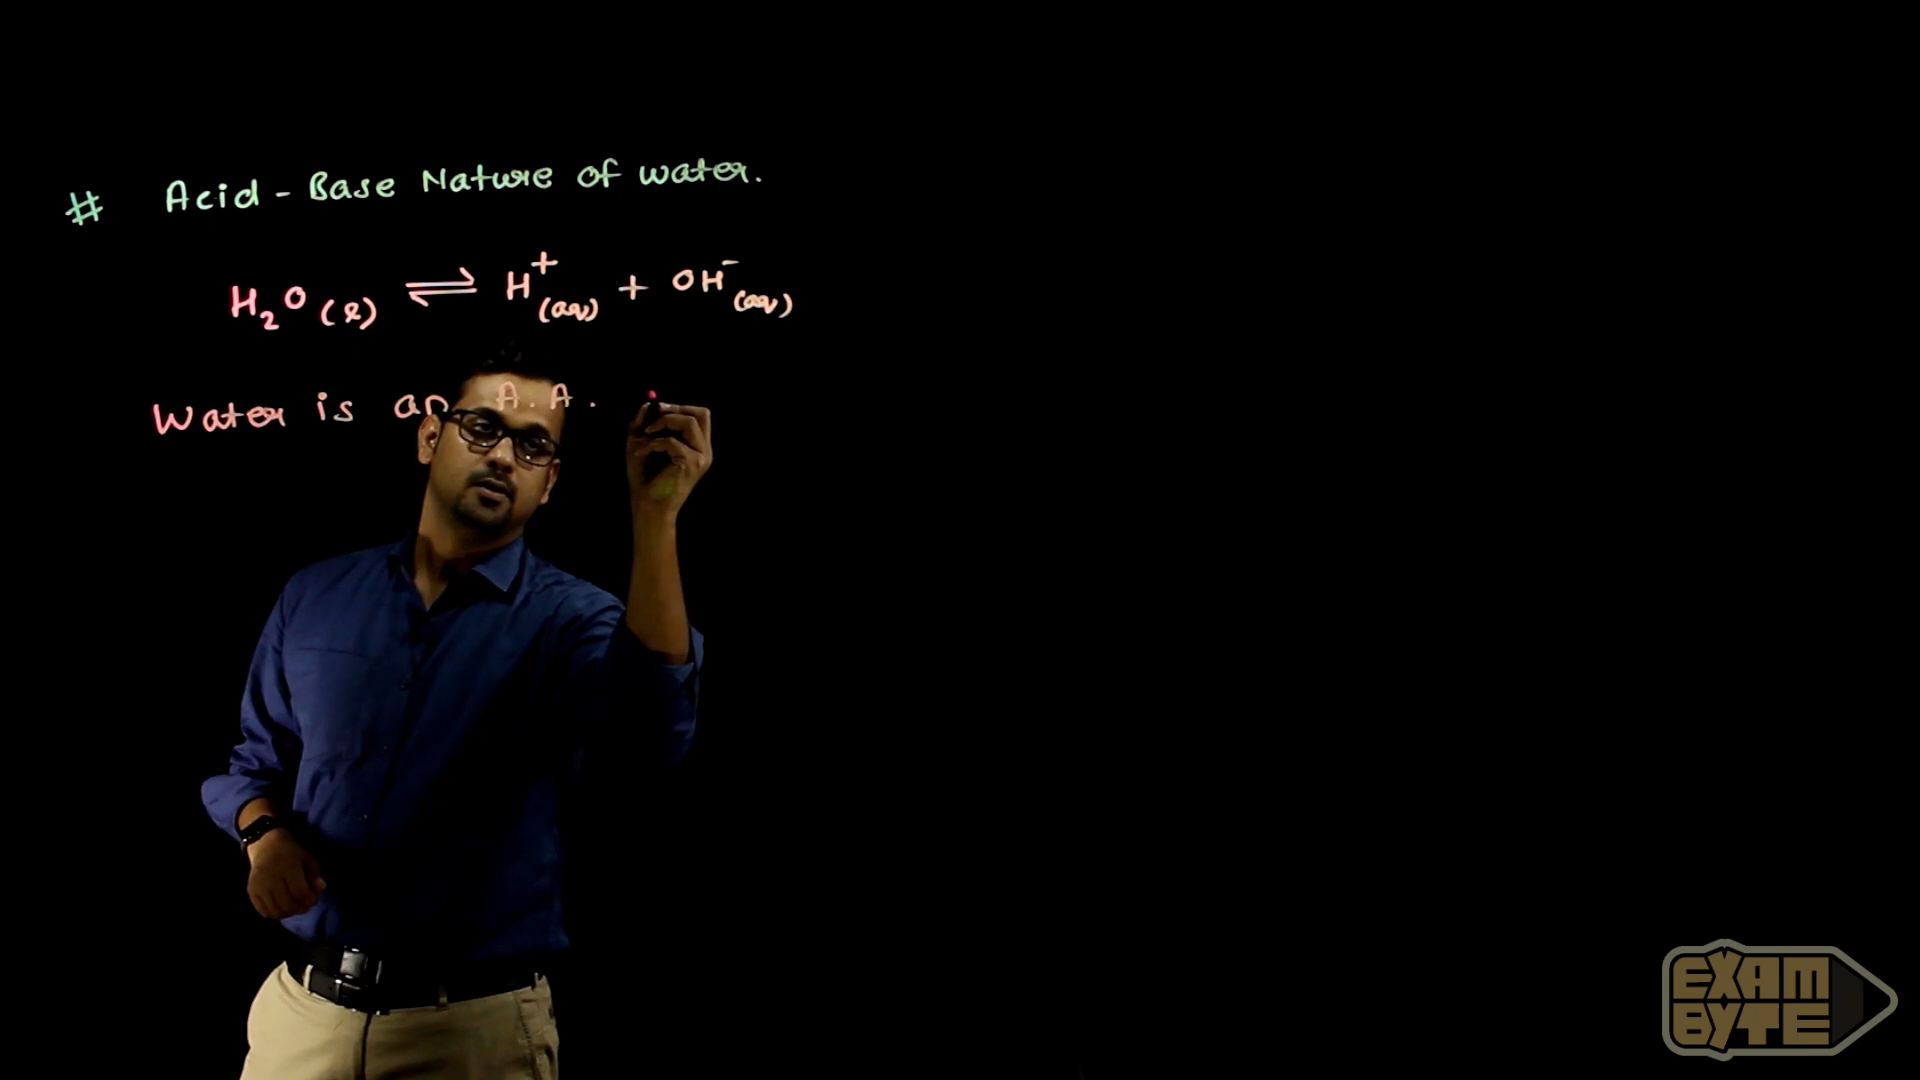 # Acid - Base Nature of water.
H₂O (l) ⇌ H⁺ (aq) + OH⁻ (aq)
Water is an A.A.
EXAM
BYTE